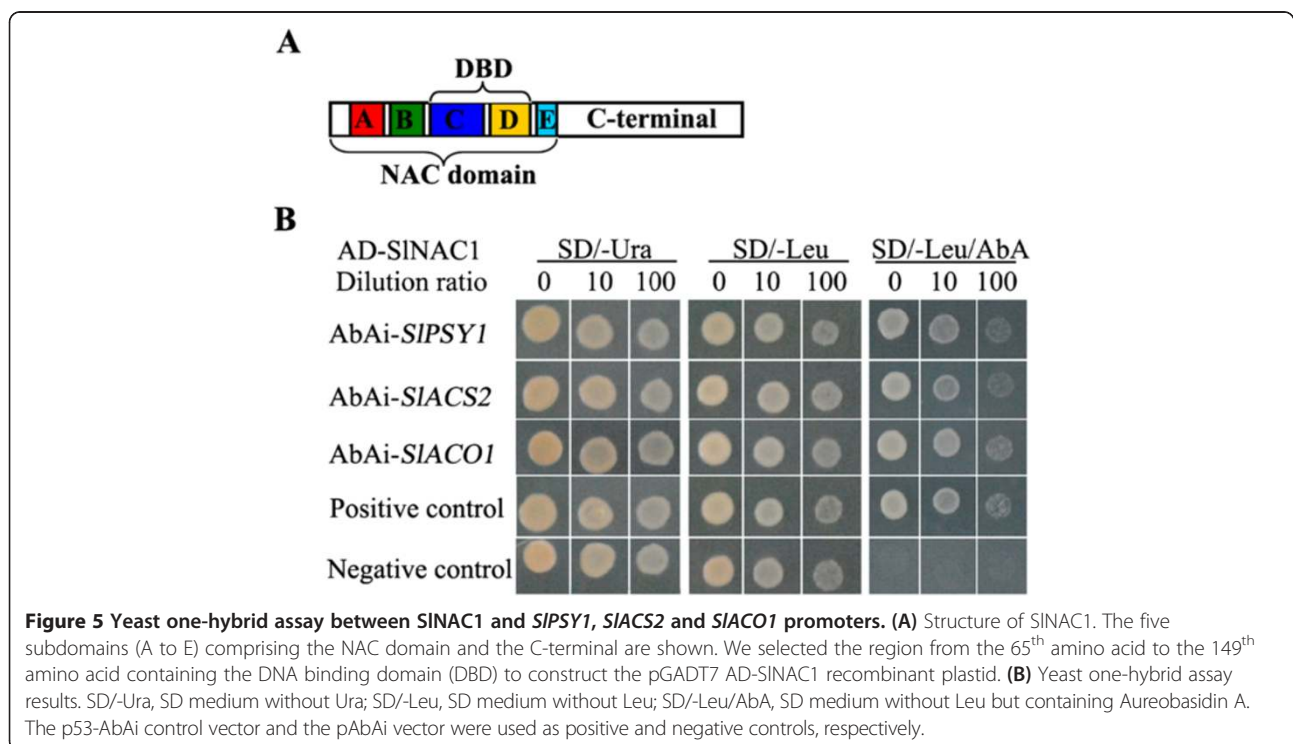 A
DBD
A B C D E C-terminal
NAC domain
B
AD-SlNAC1 SD/-Ura SD/-Leu SD/-Leu/AbA
Dilution ratio 0 10 100 0 10 100 0 10 100
AbAi-SlPSY1
AbAi-SlACS2
AbAi-SlACO1
Positive control
Negative control
Figure 5 Yeast one-hybrid assay between SlNAC1 and SlPSY1, SlACS2 and SlACO1 promoters. (A) Structure of SlNAC1. The five
subdomains (A to E) comprising the NAC domain and the C-terminal are shown. We selected the region from the 65th amino acid to the 149th
amino acid containing the DNA binding domain (DBD) to construct the pGADT7 AD-SlNAC1 recombinant plastid. (B) Yeast one-hybrid assay
results. SD/-Ura, SD medium without Ura; SD/-Leu, SD medium without Leu; SD/-Leu/AbA, SD medium without Leu but containing Aureobasidin A.
The p53-AbAi control vector and the pAbAi vector were used as positive and negative controls, respectively.